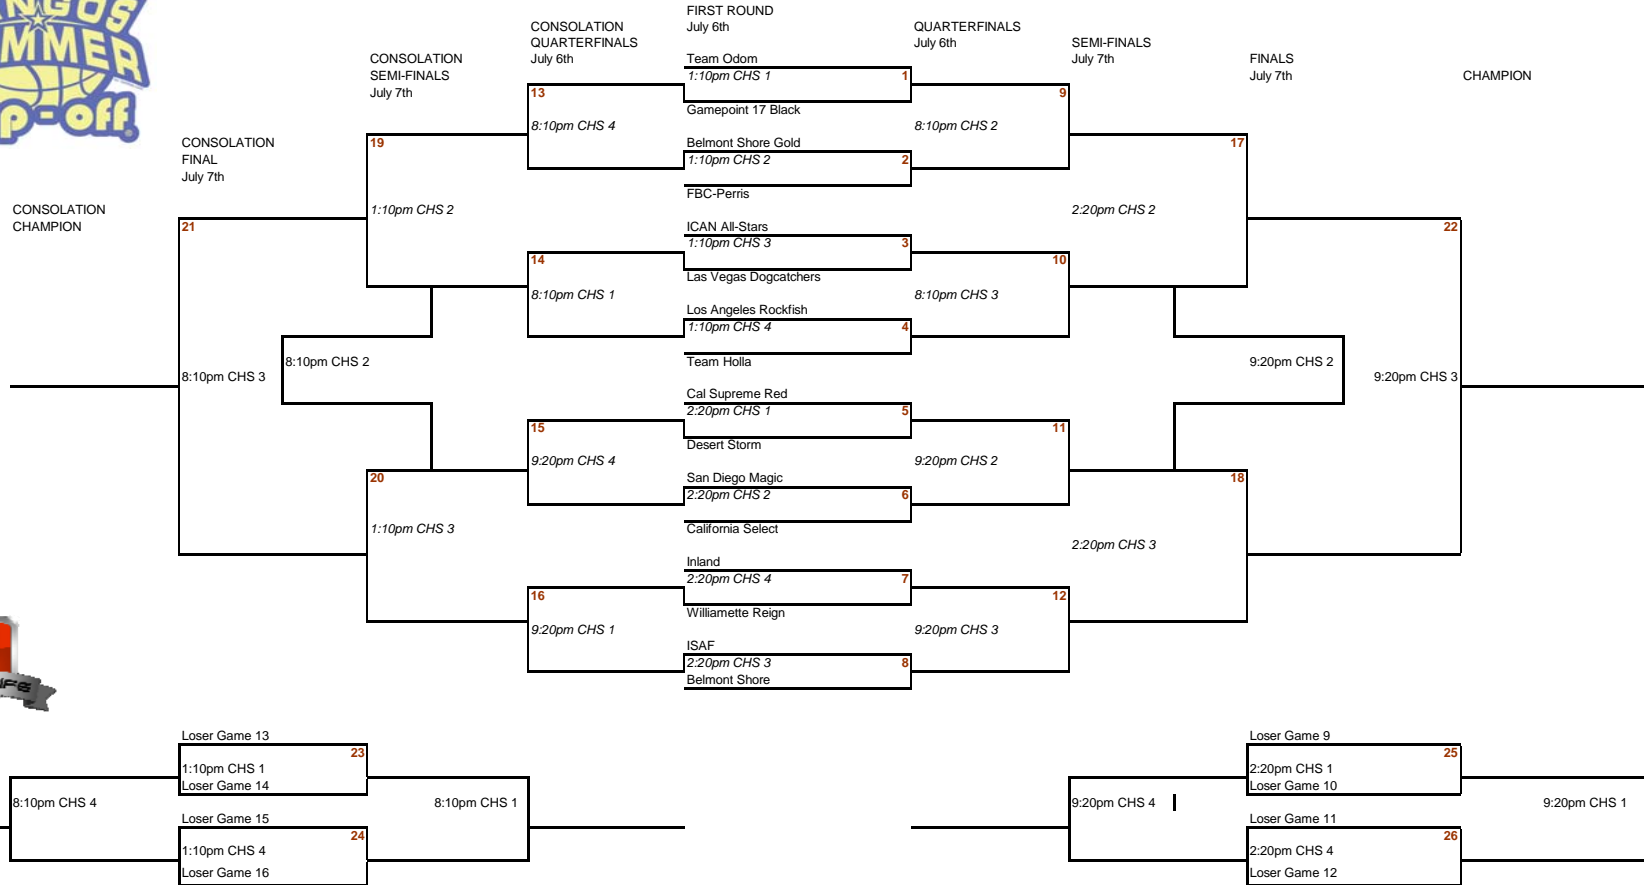 NGOS
MMER
p-off
FIRST ROUND
July 6th
CONSOLATION
QUARTERFINALS
July 6th
QUARTERFINALS
July 6th
CONSOLATION
SEMI-FINALS
July 7th
SEMI-FINALS
July 7th
FINALS
July 7th
CHAMPION
CONSOLATION
FINAL
July 7th
CONSOLATION
CHAMPION
Team Odom
1:10pm CHS 1 1
Gamepoint 17 Black
13
8:10pm CHS 4
9
8:10pm CHS 2
Belmont Shore Gold
1:10pm CHS 2 2
FBC-Perris
19
1:10pm CHS 2
17
2:20pm CHS 2
ICAN All-Stars
1:10pm CHS 3 3
Las Vegas Dogcatchers
21
22
14
8:10pm CHS 1
10
8:10pm CHS 3
Los Angeles Rockfish
1:10pm CHS 4 4
Team Holla
8:10pm CHS 3
8:10pm CHS 2
9:20pm CHS 2
9:20pm CHS 3
Cal Supreme Red
2:20pm CHS 1 5
Desert Storm
15
9:20pm CHS 4
11
9:20pm CHS 2
San Diego Magic
2:20pm CHS 2 6
California Select
20
1:10pm CHS 3
18
2:20pm CHS 3
Inland
2:20pm CHS 4 7
Williamette Reign
16
9:20pm CHS 1
12
9:20pm CHS 3
ISAF
2:20pm CHS 3 8
Belmont Shore
Loser Game 13
23
1:10pm CHS 1
Loser Game 14
8:10pm CHS 4
8:10pm CHS 1
Loser Game 15
24
1:10pm CHS 4
Loser Game 16
Loser Game 9
25
2:20pm CHS 1
Loser Game 10
9:20pm CHS 4
9:20pm CHS 1
Loser Game 11
26
2:20pm CHS 4
Loser Game 12